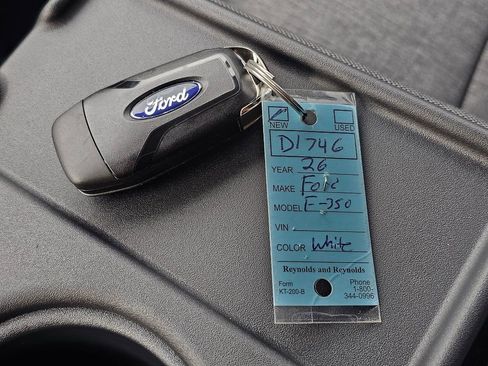 Ford
NEW USED
D1746
YEAR 26
MAKE Ford
MODEL E-350
VIN
COLOR White
Reynolds and Reynolds
Form Phone
KT-200-B 1-800-
344-0996